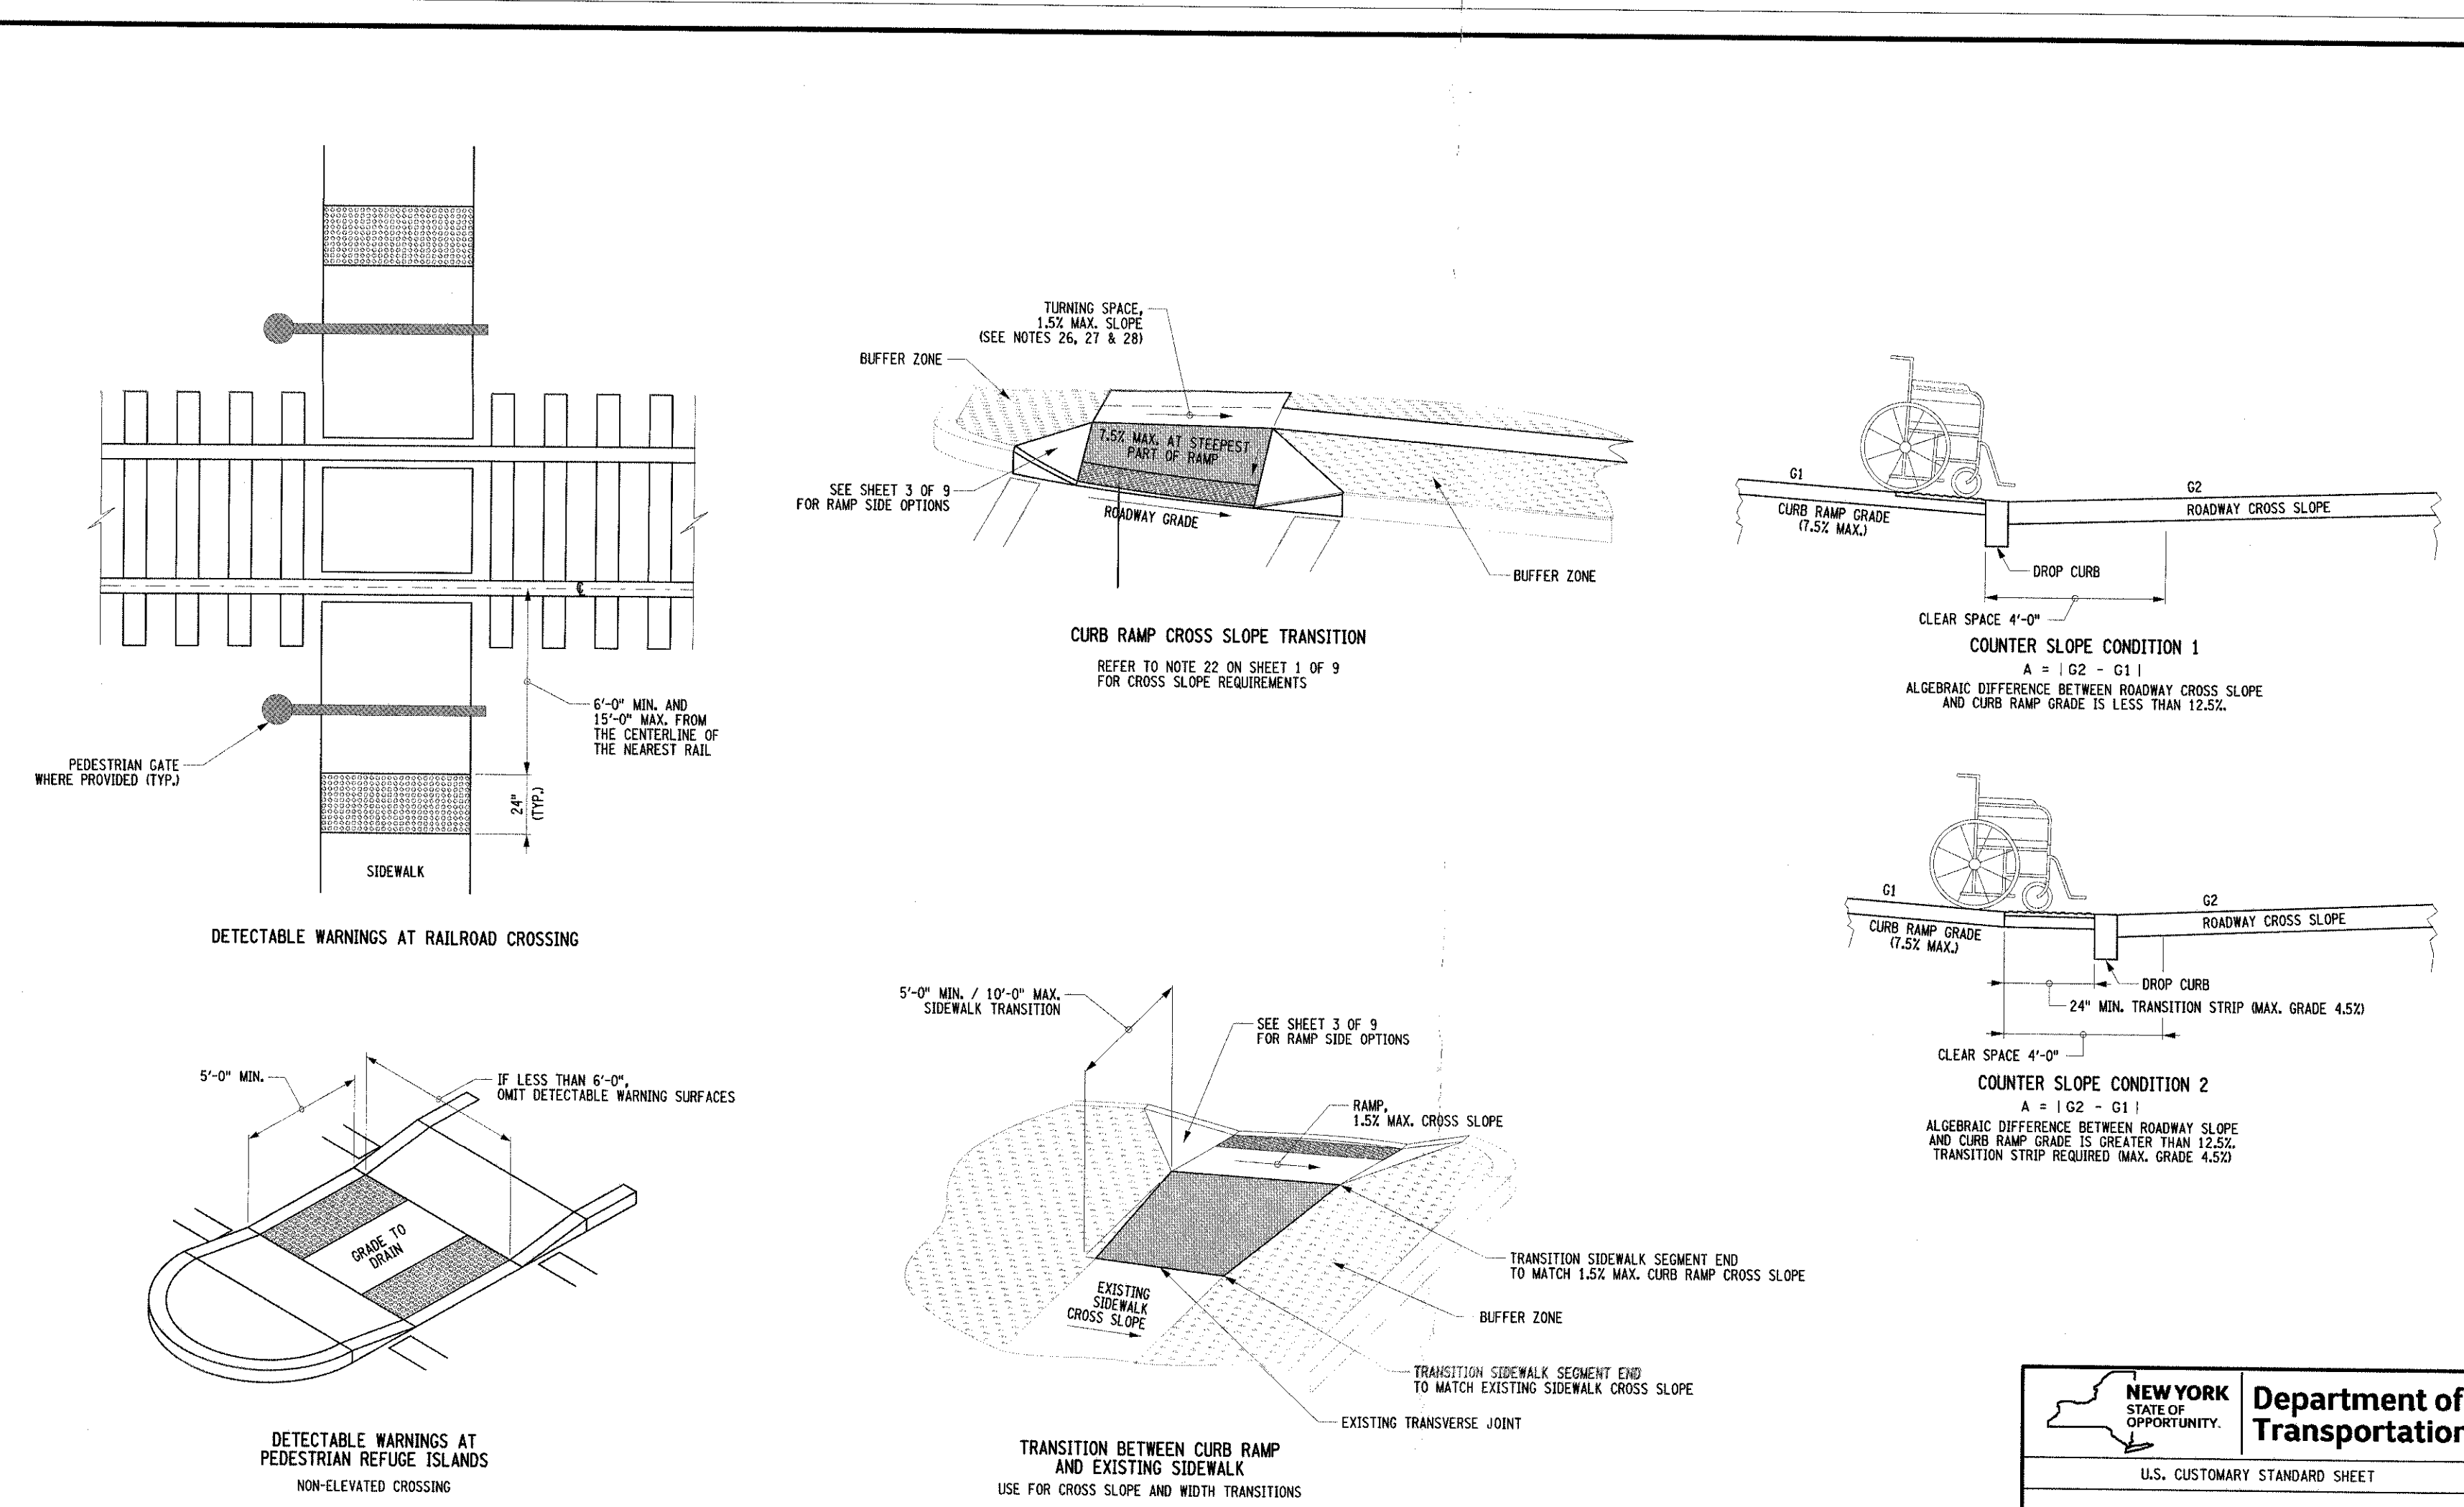 6'-0" MIN. AND
15'-0" MAX. FROM
THE CENTERLINE OF
THE NEAREST RAIL
PEDESTRIAN GATE
WHERE PROVIDED (TYP.)
24"
(TYP.)
SIDEWALK
DETECTABLE WARNINGS AT RAILROAD CROSSING
5'-0" MIN.
IF LESS THAN 6'-0",
OMIT DETECTABLE WARNING SURFACES
GRADE TO
DRAIN
DETECTABLE WARNINGS AT
PEDESTRIAN REFUGE ISLANDS
NON-ELEVATED CROSSING
TURNING SPACE,
1.5% MAX. SLOPE
(SEE NOTES 26, 27 & 28)
BUFFER ZONE
7.5% MAX. AT STEEPEST
PART OF RAMP
SEE SHEET 3 OF 9
FOR RAMP SIDE OPTIONS
ROADWAY GRADE
BUFFER ZONE
CURB RAMP CROSS SLOPE TRANSITION
REFER TO NOTE 22 ON SHEET 1 OF 9
FOR CROSS SLOPE REQUIREMENTS
5'-0" MIN. / 10'-0" MAX.
SIDEWALK TRANSITION
SEE SHEET 3 OF 9
FOR RAMP SIDE OPTIONS
RAMP,
1.5% MAX. CROSS SLOPE
TRANSITION SIDEWALK SEGMENT END
TO MATCH 1.5% MAX. CURB RAMP CROSS SLOPE
EXISTING
SIDEWALK
CROSS SLOPE
BUFFER ZONE
TRANSITION SIDEWALK SEGMENT END
TO MATCH EXISTING SIDEWALK CROSS SLOPE
EXISTING TRANSVERSE JOINT
TRANSITION BETWEEN CURB RAMP
AND EXISTING SIDEWALK
USE FOR CROSS SLOPE AND WIDTH TRANSITIONS
G1
G2
CURB RAMP GRADE
(7.5% MAX.)
ROADWAY CROSS SLOPE
DROP CURB
CLEAR SPACE 4'-0"
COUNTER SLOPE CONDITION 1
A = | G2 - G1 |
ALGEBRAIC DIFFERENCE BETWEEN ROADWAY CROSS SLOPE
AND CURB RAMP GRADE IS LESS THAN 12.5%.
G1
G2
CURB RAMP GRADE
(7.5% MAX.)
ROADWAY CROSS SLOPE
DROP CURB
24" MIN. TRANSITION STRIP (MAX. GRADE 4.5%)
CLEAR SPACE 4'-0"
COUNTER SLOPE CONDITION 2
A = | G2 - G1 |
ALGEBRAIC DIFFERENCE BETWEEN ROADWAY SLOPE
AND CURB RAMP GRADE IS GREATER THAN 12.5%.
TRANSITION STRIP REQUIRED (MAX. GRADE 4.5%)
NEW YORK
STATE OF
OPPORTUNITY.
Department of
Transportation
U.S. CUSTOMARY STANDARD SHEET